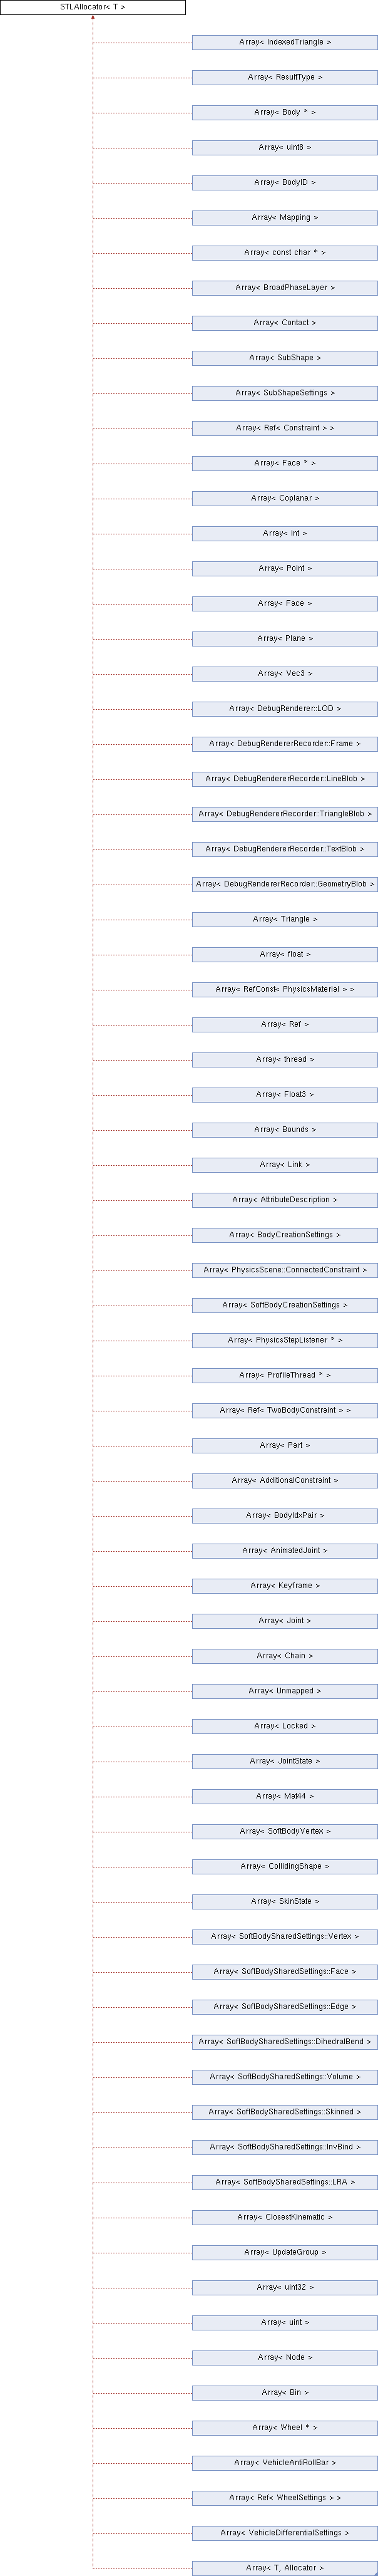 STLAllocator< T >
Array< IndexedTriangle >
Array< ResultType >
Array< Body * >
Array< uint8 >
Array< BodyID >
Array< Mapping >
Array< const char * >
Array< BroadPhaseLayer >
Array< Contact >
Array< SubShape >
Array< SubShapeSettings >
Array< Ref< Constraint > >
Array< Face * >
Array< Coplanar >
Array< int >
Array< Point >
Array< Face >
Array< Plane >
Array< Vec3 >
Array< DebugRenderer::LOD >
Array< DebugRendererRecorder::Frame >
Array< DebugRendererRecorder::LineBlob >
Array< DebugRendererRecorder::TriangleBlob >
Array< DebugRendererRecorder::TextBlob >
Array< DebugRendererRecorder::GeometryBlob >
Array< Triangle >
Array< float >
Array< RefConst< PhysicsMaterial > >
Array< Ref >
Array< thread >
Array< Float3 >
Array< Bounds >
Array< Link >
Array< AttributeDescription >
Array< BodyCreationSettings >
Array< PhysicsScene::ConnectedConstraint >
Array< SoftBodyCreationSettings >
Array< PhysicsStepListener * >
Array< ProfileThread * >
Array< Ref< TwoBodyConstraint > >
Array< Part >
Array< AdditionalConstraint >
Array< BodyIdxPair >
Array< AnimatedJoint >
Array< Keyframe >
Array< Joint >
Array< Chain >
Array< Unmapped >
Array< Locked >
Array< JointState >
Array< Mat44 >
Array< SoftBodyVertex >
Array< CollidingShape >
Array< SkinState >
Array< SoftBodySharedSettings::Vertex >
Array< SoftBodySharedSettings::Face >
Array< SoftBodySharedSettings::Edge >
Array< SoftBodySharedSettings::DihedralBend >
Array< SoftBodySharedSettings::Volume >
Array< SoftBodySharedSettings::Skinned >
Array< SoftBodySharedSettings::InvBind >
Array< SoftBodySharedSettings::LRA >
Array< ClosestKinematic >
Array< UpdateGroup >
Array< uint32 >
Array< uint >
Array< Node >
Array< Bin >
Array< Wheel * >
Array< VehicleAntiRollBar >
Array< Ref< WheelSettings > >
Array< VehicleDifferentialSettings >
Array< T, Allocator >